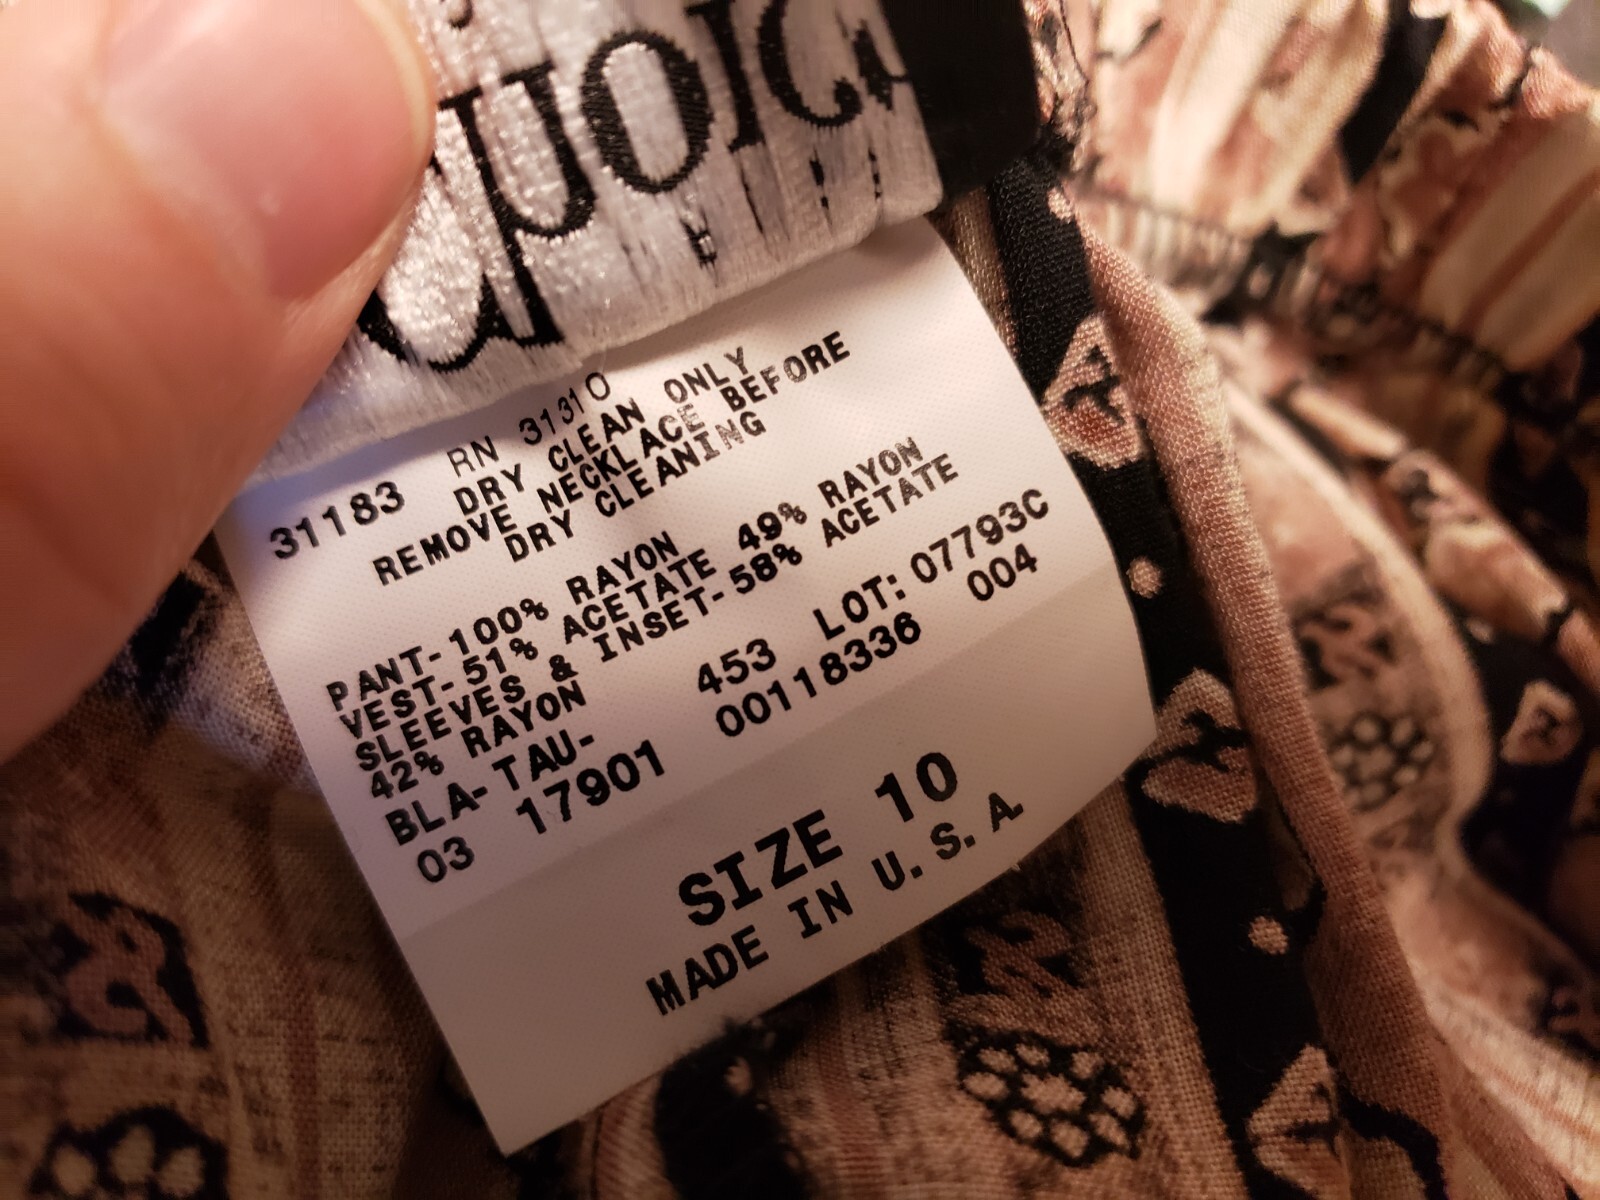 31183 RN 31310
DRY CLEAN ONLY
REMOVE NECKLACE BEFORE
DRY CLEANING
PANT-100% RAYON
VEST-51% ACETATE 49% RAYON
SLEEVES & INSET-58% ACETATE
42% RAYON
BLA-TAU- 453 LOT: 07793C
03 17901 00118336 004
SIZE 10
MADE IN U.S.A.